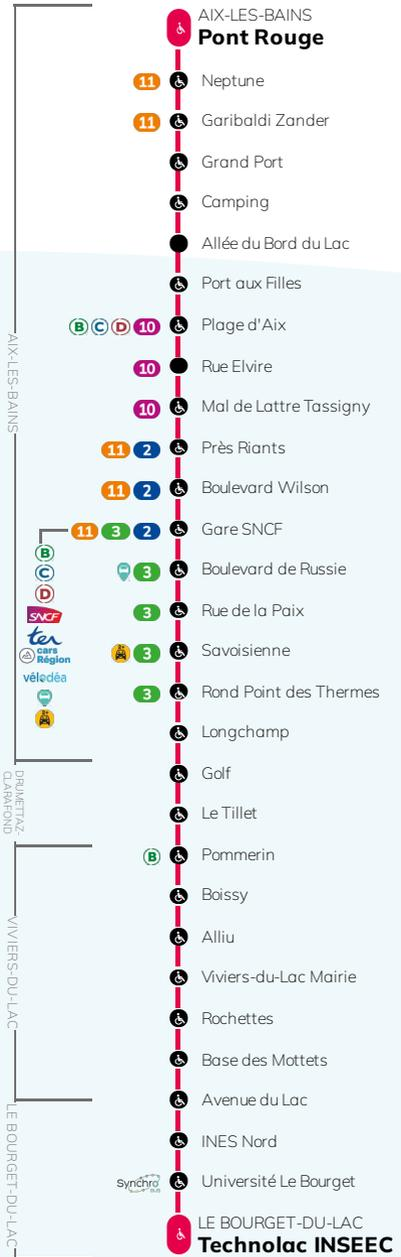 AIX-LES-BAINS
Pont Rouge
11 Neptune
11 Garibaldi Zander
Grand Port
Camping
Allée du Bord du Lac
Port aux Filles
B C D 10 Plage d'Aix
10 Rue Elvire
10 Mal de Lattre Tassigny
11 2 Près Riants
11 2 Boulevard Wilson
11 3 2 Gare SNCF
B
C
D
SNCF
ter
cars
Région
vélodéa
3 Boulevard de Russie
3 Rue de la Paix
3 Savoisienne
3 Rond Point des Thermes
Longchamp
Golf
Le Tillet
B Pommerin
Boissy
Alliu
Viviers-du-Lac Mairie
Rochettes
Base des Mottets
Avenue du Lac
INES Nord
Synchro BUS Université Le Bourget
LE BOURGET-DU-LAC
Technolac INSEEC
AIX-LES-BAINS
DRUMETTAZ-
CLARAFOND
VIVIERS-DU-LAC
LE BOURGET-DU-LAC